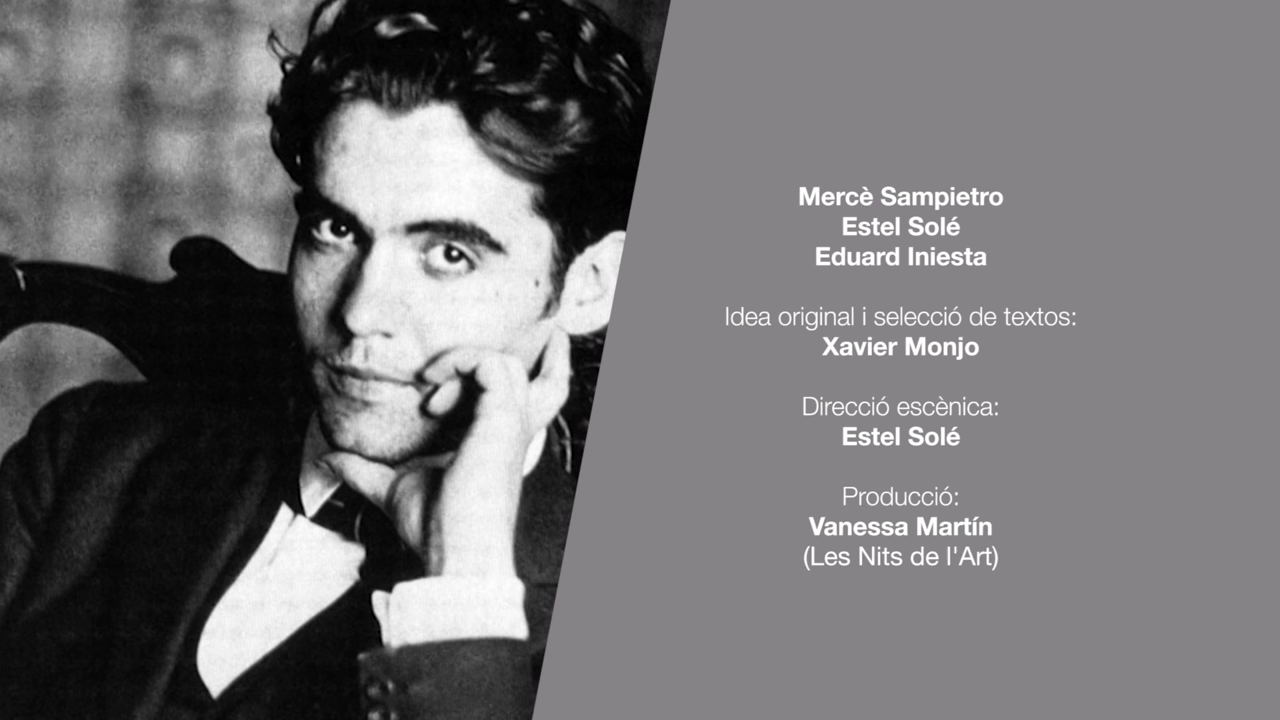 Mercè Sampietro
Estel Solé
Eduard Iniesta
Idea original i selecció de textos:
Xavier Monjo
Direcció escènica:
Estel Solé
Producció:
Vanessa Martín
(Les Nits de l'Art)